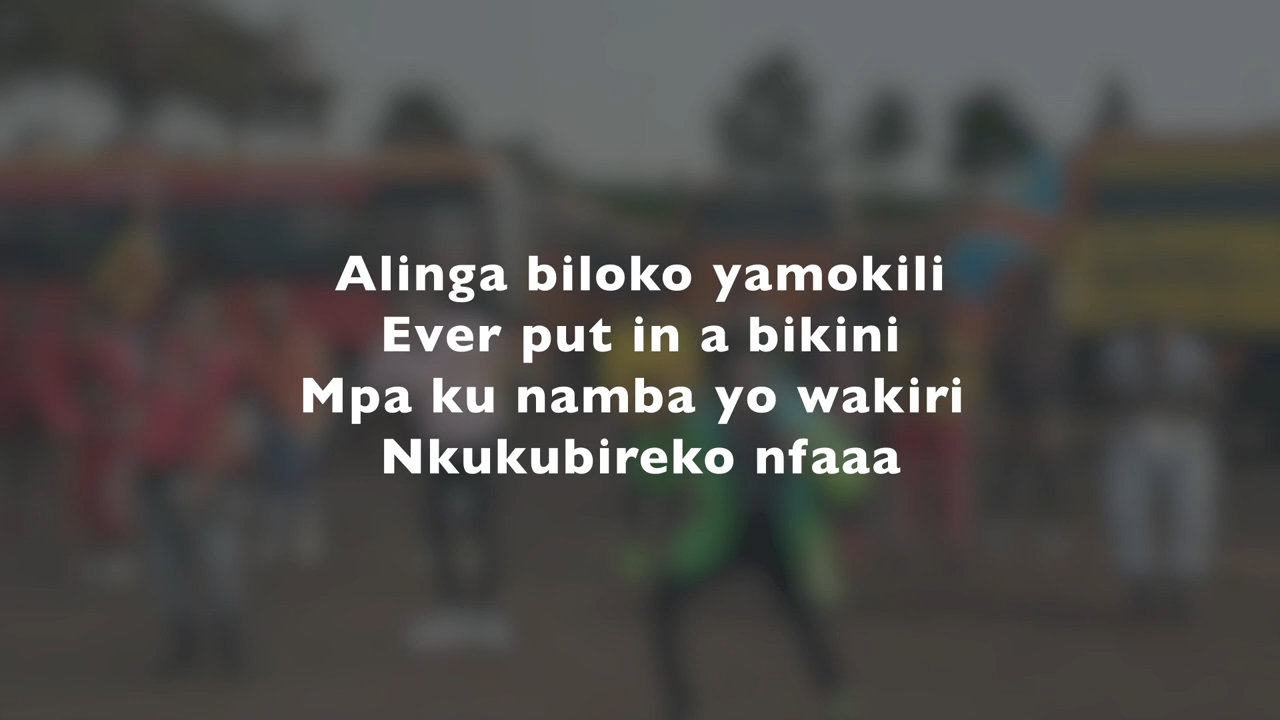 Alinga biloko yamokili
Ever put in a bikini
Mpa ku namba yo wakiri
Nkukubireko nfaaa